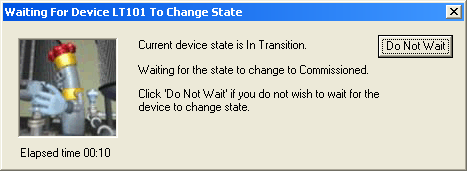 Waiting For Device LT101 To Change State
Current device state is In Transition.
Do Not Wait
Waiting for the state to change to Commissioned.
Click 'Do Not Wait' if you do not wish to wait for the
device to change state.
Elapsed time 00:10